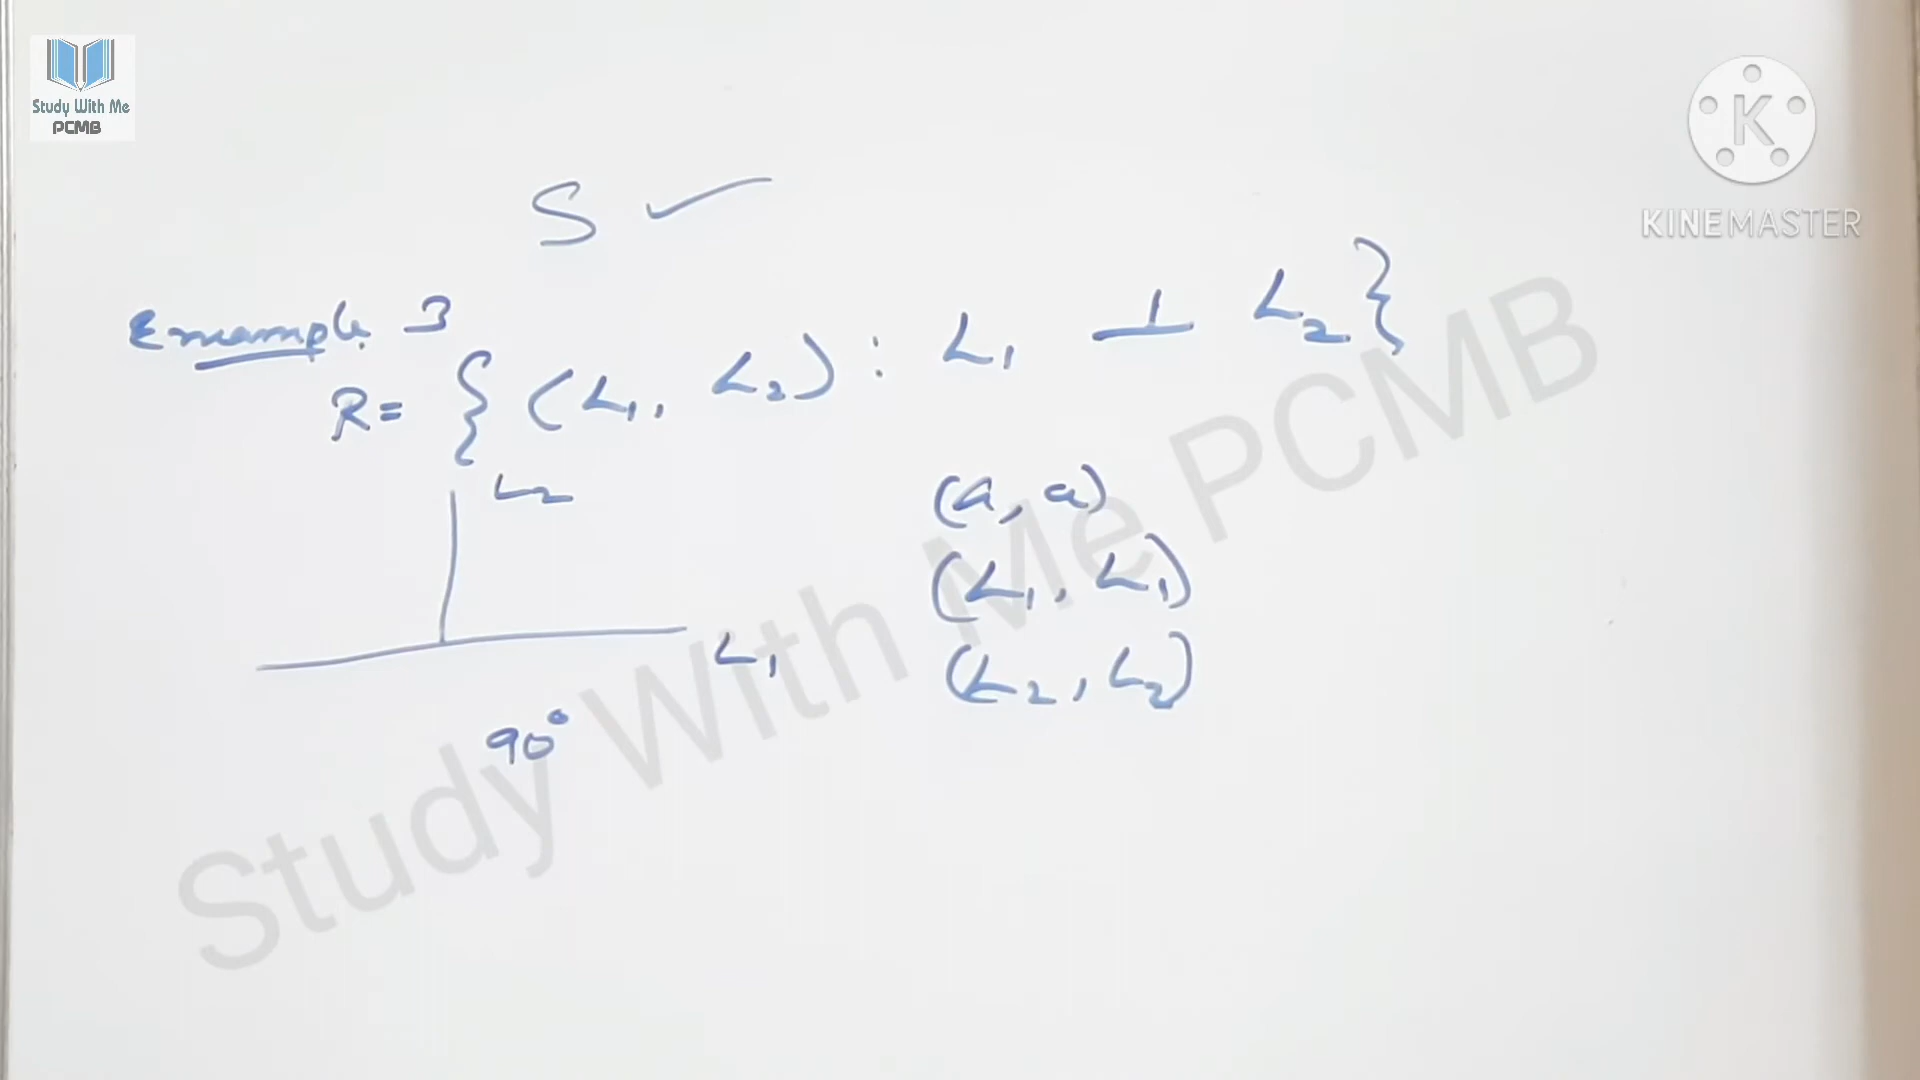 Study With Me
PCMB
KINEMASTER
S ✓
Example 3
R= { (L₁, L₂) : L₁ ⊥ L₂ }
L₂
L₁
90°
(a, a)
(L₁, L₁)
(L₂, L₂)
Study With Me PCMB